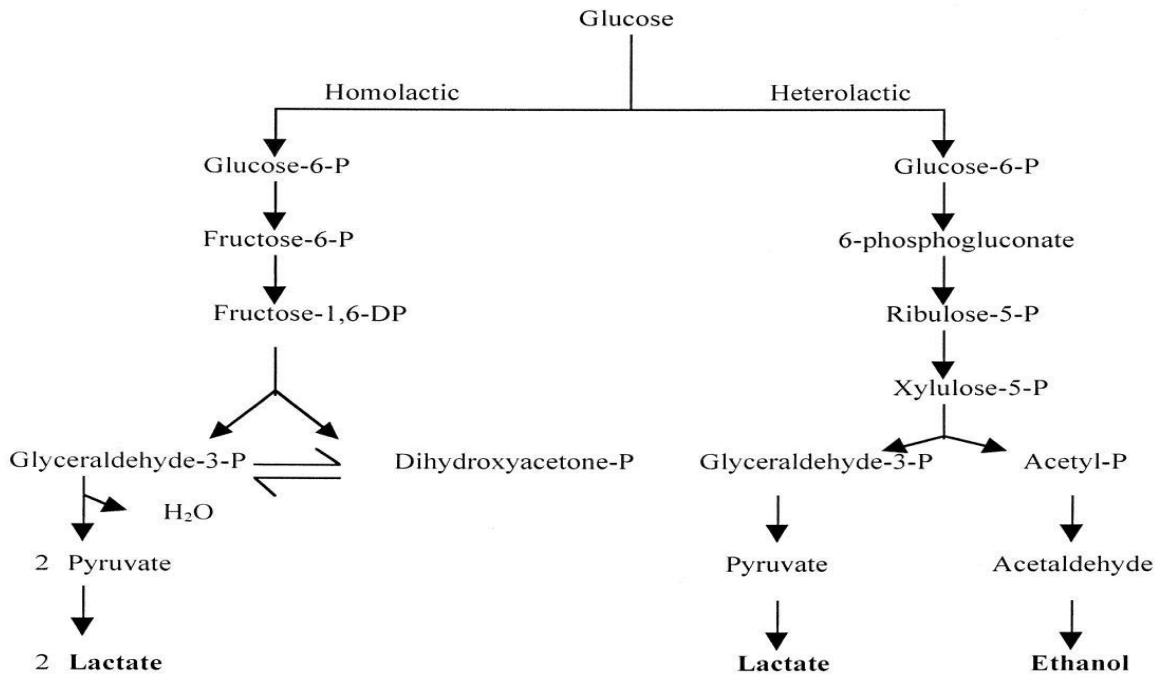 Glucose
Homolactic Heterolactic
Glucose-6-P Glucose-6-P
Fructose-6-P 6-phosphogluconate
Fructose-1,6-DP Ribulose-5-P
Xylulose-5-P
Glyceraldehyde-3-P Dihydroxyacetone-P Glyceraldehyde-3-P Acetyl-P
H₂O
2 Pyruvate Pyruvate Acetaldehyde
2 Lactate Lactate Ethanol